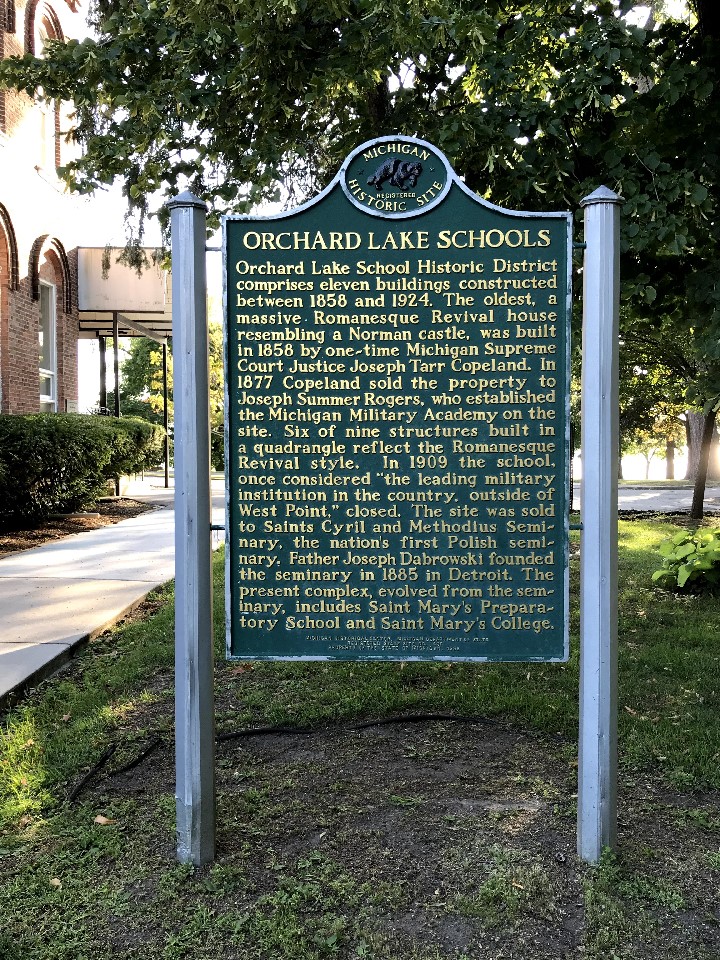 MICHIGAN
REGISTERED
HISTORIC SITE
ORCHARD LAKE SCHOOLS
Orchard Lake School Historic District
comprises eleven buildings constructed
between 1858 and 1924. The oldest, a
massive Romanesque Revival house
resembling a Norman castle, was built
in 1858 by one-time Michigan Supreme
Court Justice Joseph Tarr Copeland. In
1877 Copeland sold the property to
Joseph Summer Rogers, who established
the Michigan Military Academy on the
site. Six of nine structures built in
a quadrangle reflect the Romanesque
Revival style. In 1909 the school,
once considered "the leading military
institution in the country, outside of
West Point," closed. The site was sold
to Saints Cyril and Methodius Semi-
nary, the nation's first Polish semi-
nary. Father Joseph Dabrowski founded
the seminary in 1885 in Detroit. The
present complex, evolved from the sem-
inary, includes Saint Mary's Prepara-
tory School and Saint Mary's College.